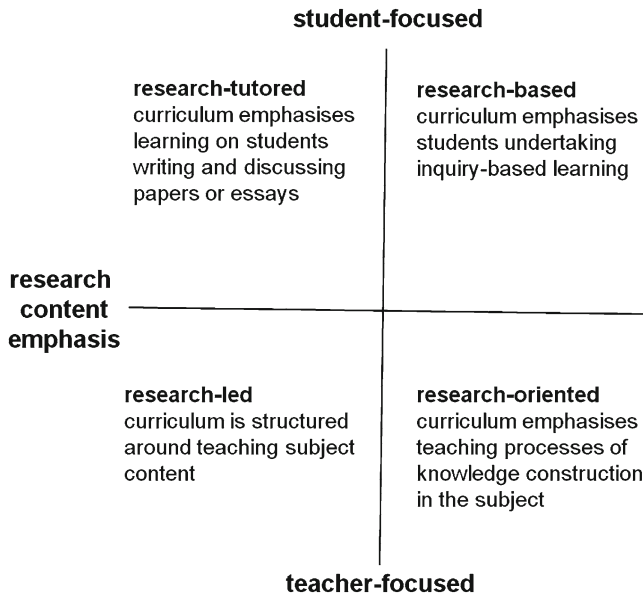 student-focused
research-tutored
curriculum emphasises
learning on students
writing and discussing
papers or essays
research-based
curriculum emphasises
students undertaking
inquiry-based learning
research
content
emphasis
research-led
curriculum is structured
around teaching subject
content
research-oriented
curriculum emphasises
teaching processes of
knowledge construction
in the subject
teacher-focused